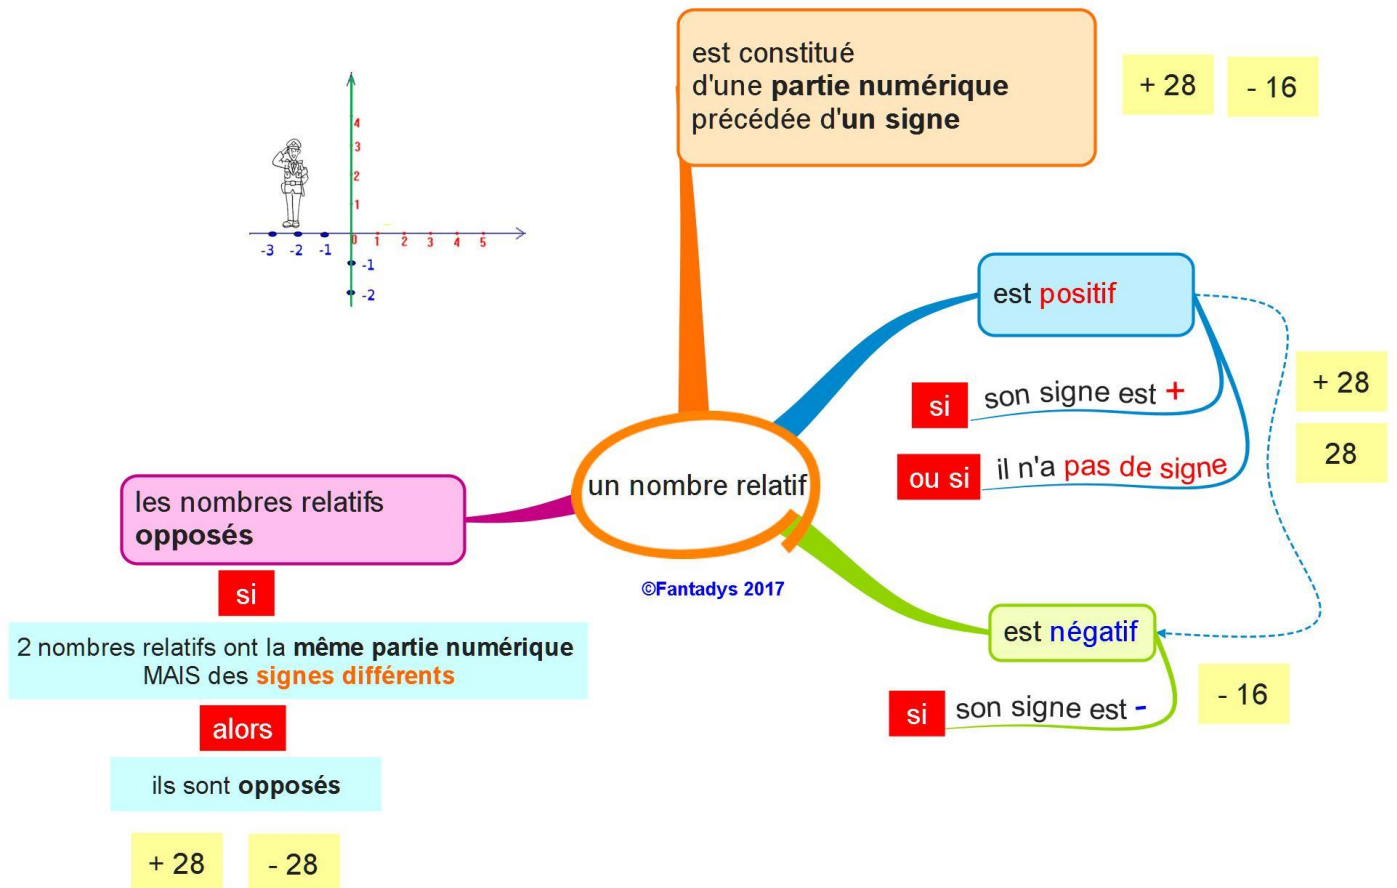 est constitué
d'une partie numérique
précédée d'un signe
+ 28
- 16
4
3
2
1
-3 -2 -1 0 1 2 3 4 5
-1
-2
est positif
si son signe est +
ou si il n'a pas de signe
+ 28
28
un nombre relatif
©Fantadys 2017
les nombres relatifs
opposés
si
2 nombres relatifs ont la même partie numérique
MAIS des signes différents
alors
ils sont opposés
+ 28
- 28
est négatif
si son signe est -
- 16